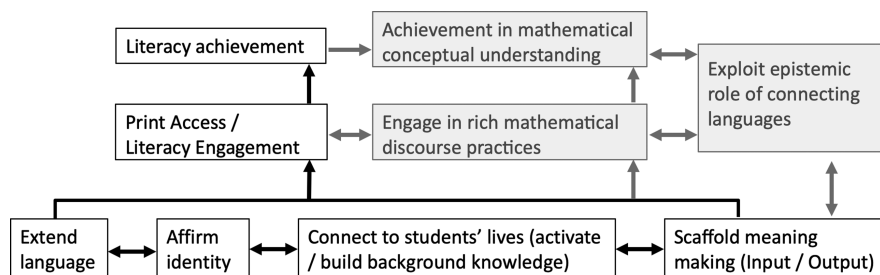 Literacy achievement
Achievement in mathematical
conceptual understanding
Exploit epistemic
role of connecting
languages
Print Access /
Literacy Engagement
Engage in rich mathematical
discourse practices
Extend
language
Affirm
identity
Connect to students’ lives (activate
/ build background knowledge)
Scaffold meaning
making (Input / Output)